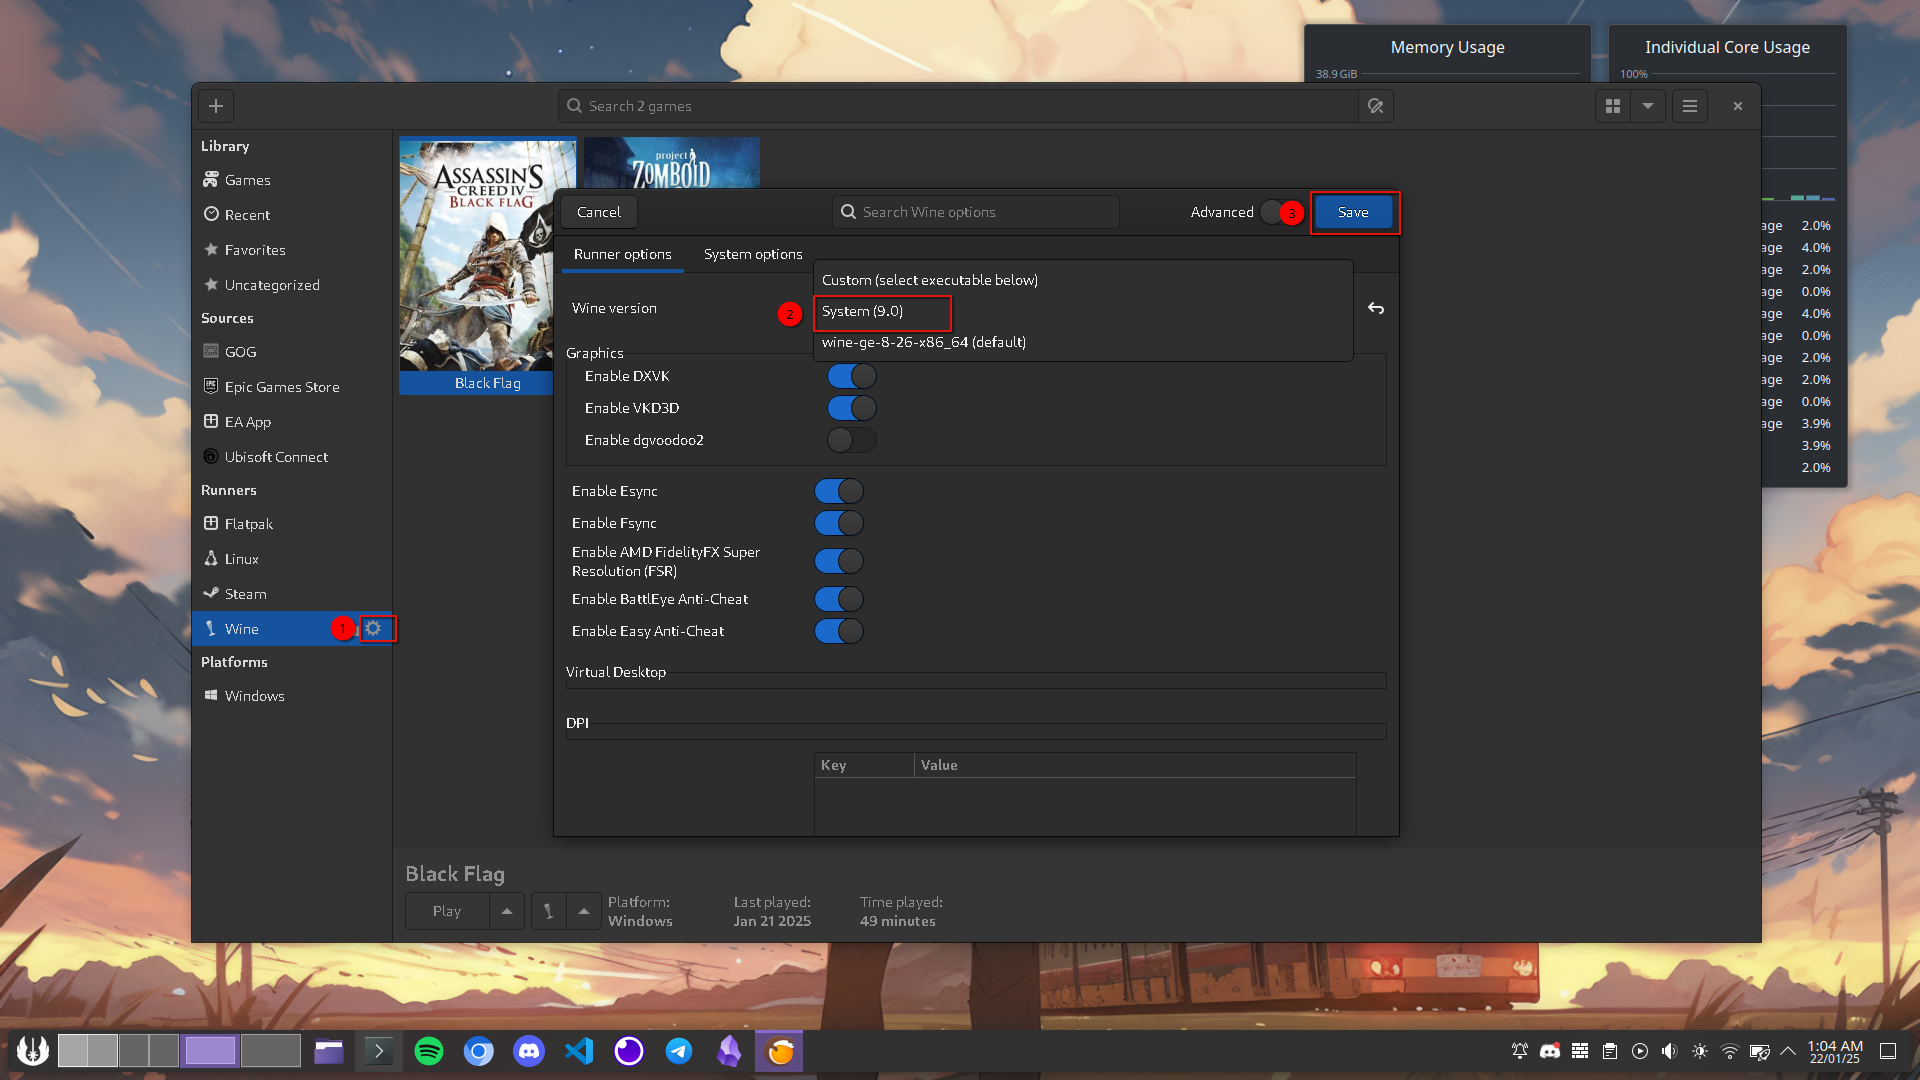 Memory Usage
38.9 GiB
Individual Core Usage
100%
age 2.0%
age 4.0%
age 2.0%
age 0.0%
age 4.0%
age 0.0%
age 2.0%
age 2.0%
age 0.0%
age 3.9%
3.9%
2.0%
Search 2 games
Library
Games
Recent
Favorites
Uncategorized
Sources
GOG
Epic Games Store
EA App
Ubisoft Connect
Runners
Flatpak
Linux
Steam
Wine
1
Platforms
Windows
ASSASSIN'S
CREED IV
BLACK FLAG
Black Flag
project
ZOMBOID
Cancel
Search Wine options
Advanced
3
Save
Runner options
System options
Wine version
2
Custom (select executable below)
System (9.0)
wine-ge-8-26-x86_64 (default)
Graphics
Enable DXVK
Enable VKD3D
Enable dgvoodoo2
Enable Esync
Enable Fsync
Enable AMD FidelityFX Super
Resolution (FSR)
Enable BattlEye Anti-Cheat
Enable Easy Anti-Cheat
Virtual Desktop
DPI
Key Value
Black Flag
Play
Platform:
Windows
Last played:
Jan 21 2025
Time played:
49 minutes
1:04 AM
22/01/25